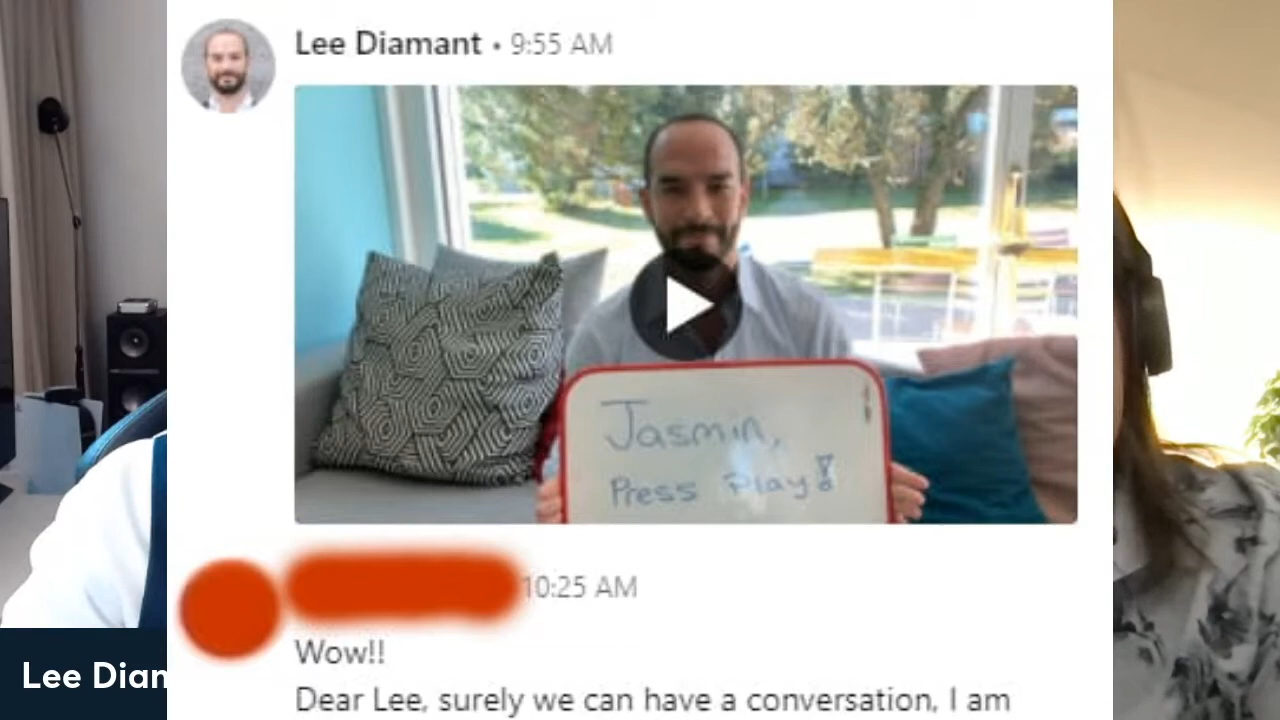 Lee Diamant • 9:55 AM
Jasmin,
Press Play!
10:25 AM
Wow!!
Dear Lee, surely we can have a conversation, I am
Lee Dian